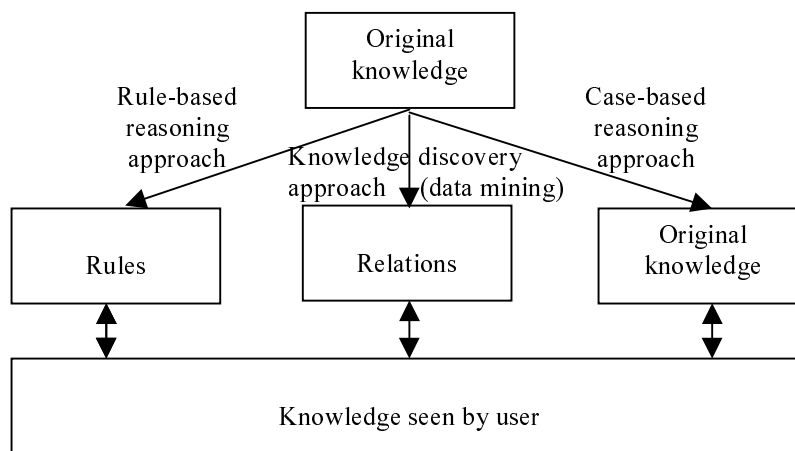 Original
knowledge
Rule-based
reasoning
approach
Case-based
reasoning
approach
Knowledge discovery
approach (data mining)
Rules
Relations
Original
knowledge
Knowledge seen by user